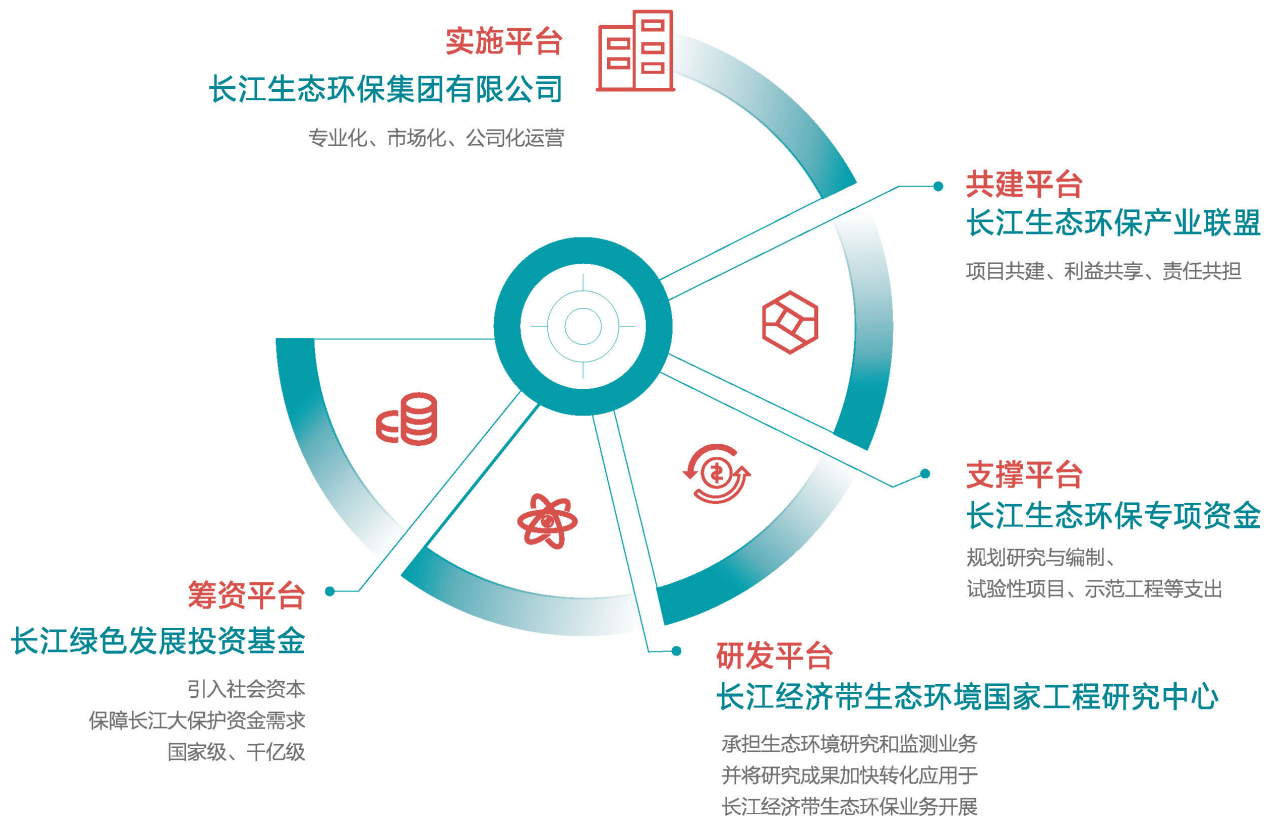 实施平台
长江生态环保集团有限公司
专业化、市场化、公司化运营
共建平台
长江生态环保产业联盟
项目共建、利益共享、责任共担
支撑平台
长江生态环保专项资金
规划研究与编制、
试验性项目、示范工程等支出
研发平台
长江经济带生态环境国家工程研究中心
承担生态环境研究和监测业务
并将研究成果加快转化应用于
长江经济带生态环保业务开展
筹资平台
长江绿色发展投资基金
引入社会资本
保障长江大保护资金需求
国家级、千亿级